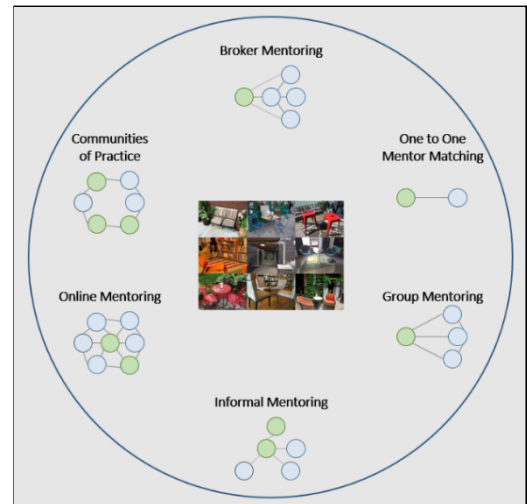 Broker Mentoring
Communities
of Practice
One to One
Mentor Matching
Online Mentoring
Group Mentoring
Informal Mentoring